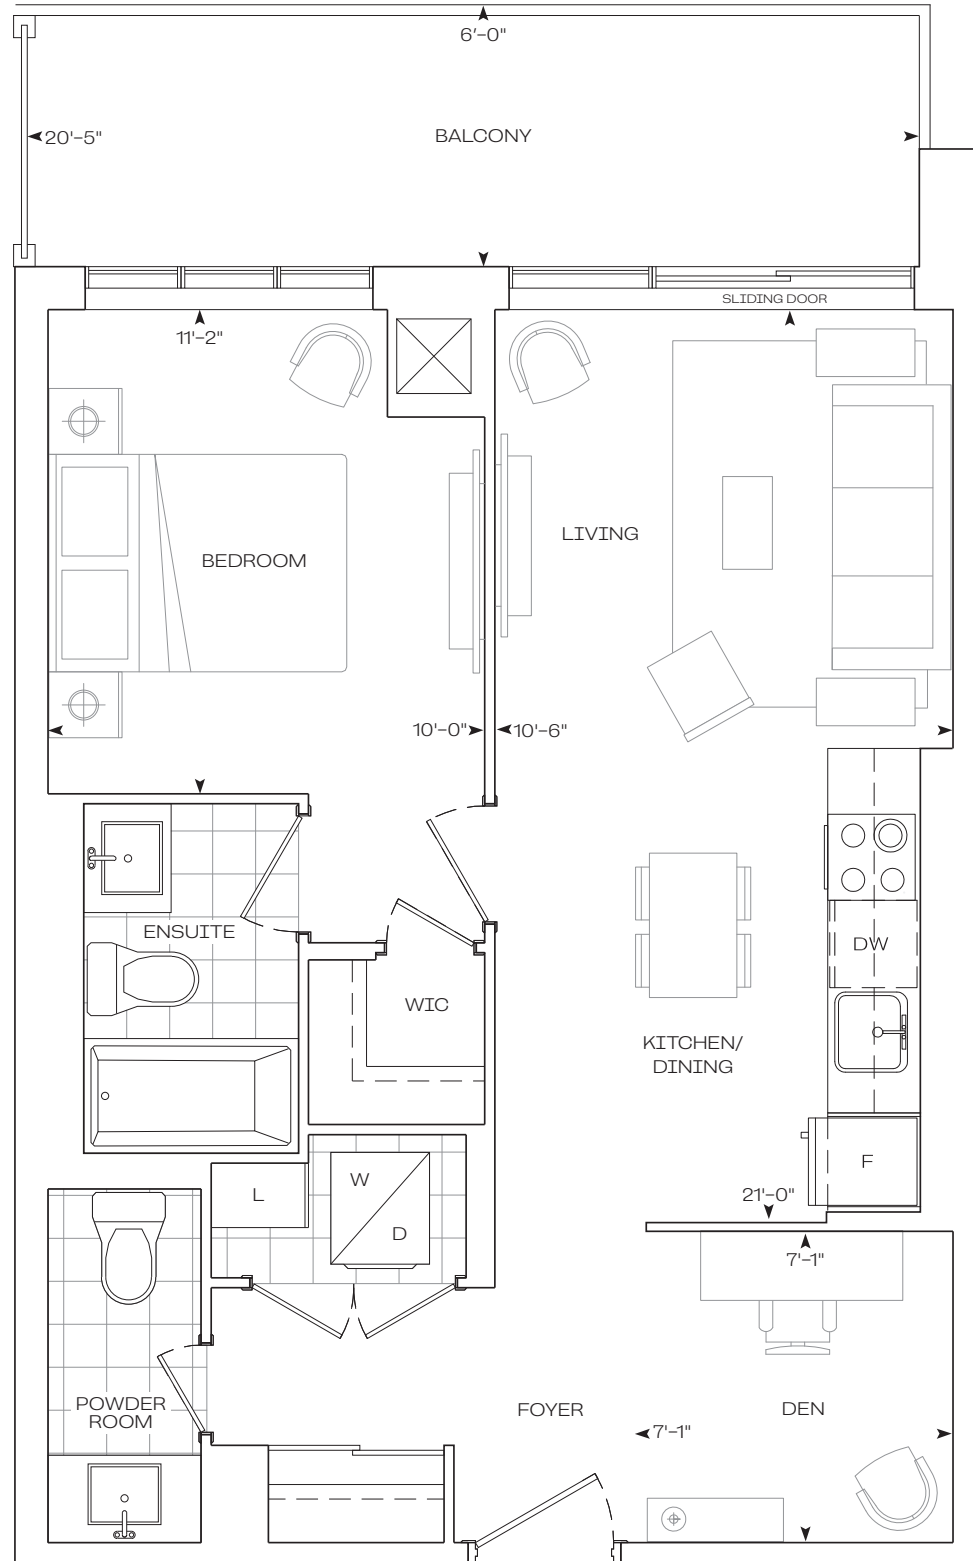 6'-0"
20'-5"
BALCONY
SLIDING DOOR
11'-2"
LIVING
BEDROOM
10'-0"
10'-6"
ENSUITE
DW
WIC
KITCHEN/
DINING
F
W
L
21'-0"
D
7'-1"
POWDER
ROOM
FOYER
DEN
7'-1"